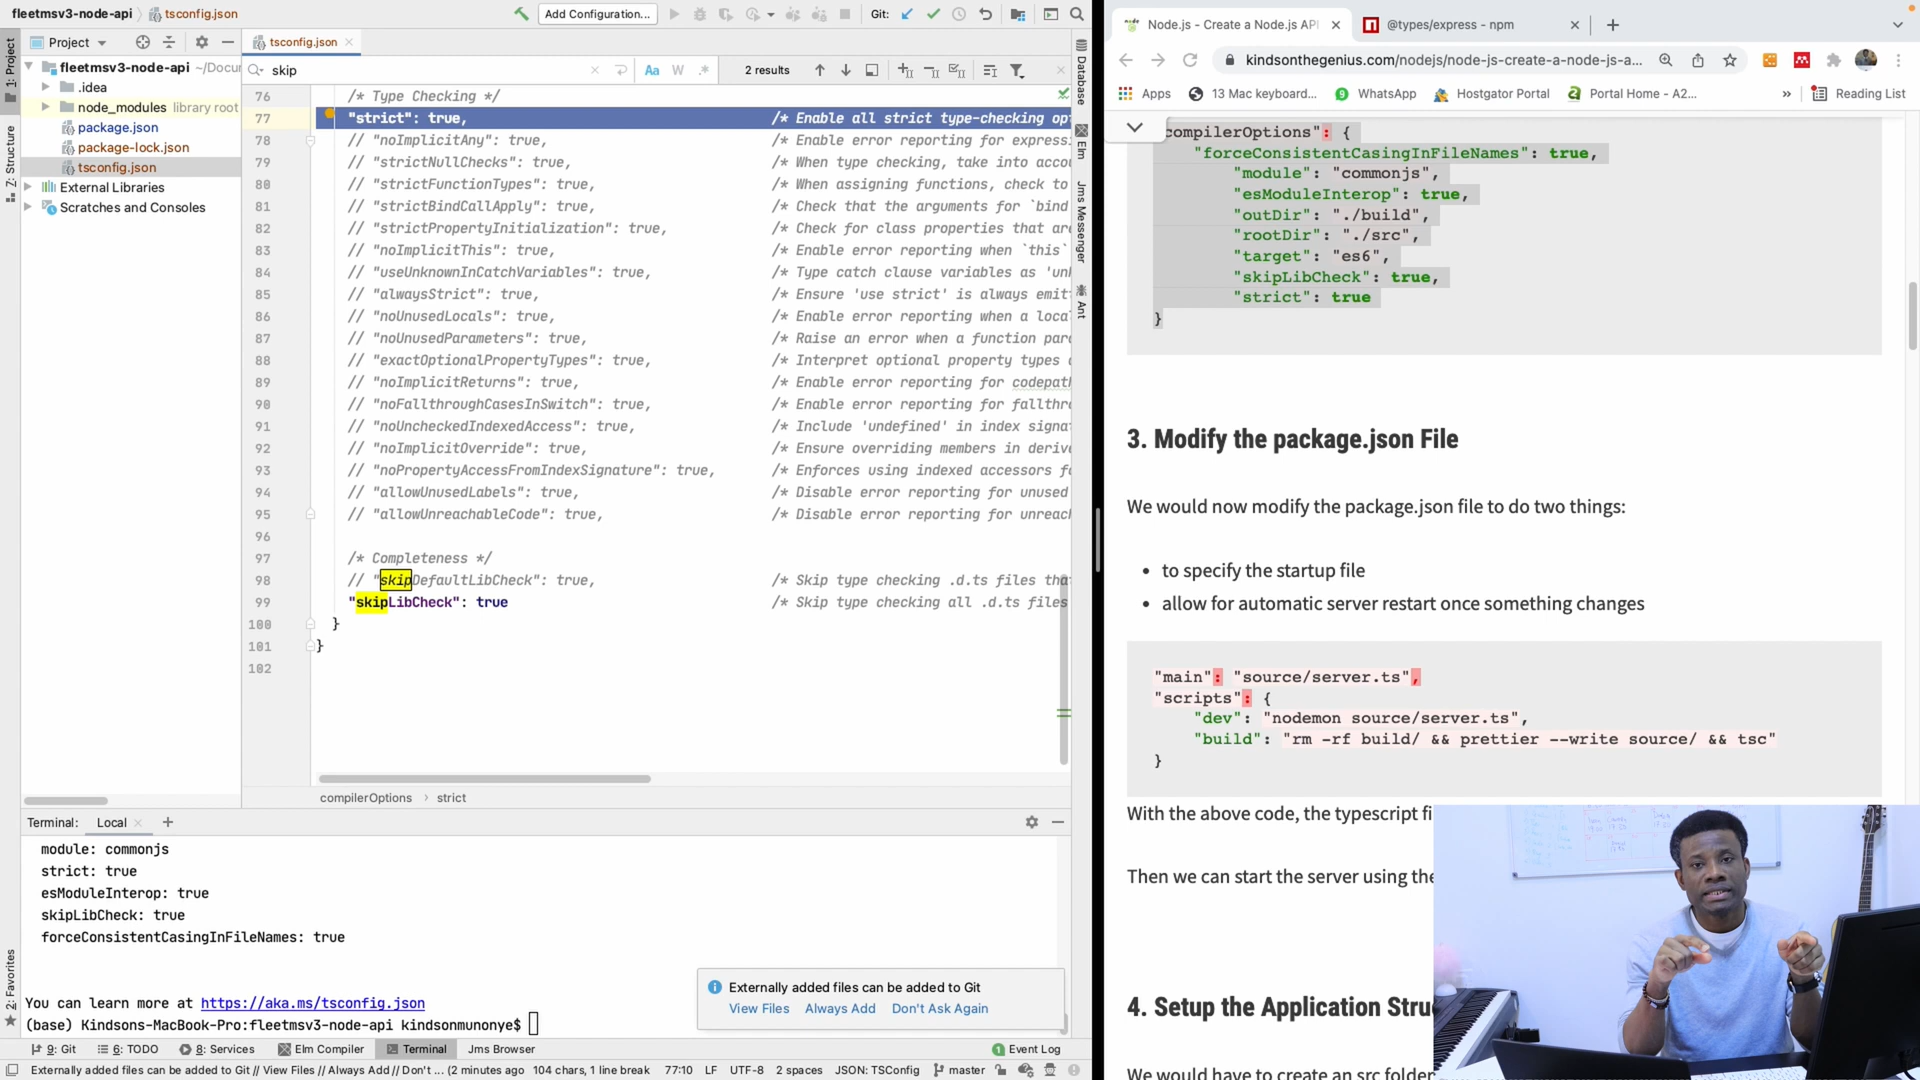 fleetmsv3-node-api
tsconfig.json
Add Configuration...
Git:
Project
fleetmsv3-node-api ~/Docu
.idea
node_modules library root
package.json
package-lock.json
tsconfig.json
External Libraries
Scratches and Consoles
1: Project
Z: Structure
2: Favorites
tsconfig.json
skip
Aa W .*
2 results
76 /* Type Checking */
77 "strict": true, /* Enable all strict type-checking opt
78 // "noImplicitAny": true, /* Enable error reporting for express
79 // "strictNullChecks": true, /* When type checking, take into acco
80 // "strictFunctionTypes": true, /* When assigning functions, check to
81 // "strictBindCallApply": true, /* Check that the arguments for `bind
82 // "strictPropertyInitialization": true, /* Check for class properties that are
83 // "noImplicitThis": true, /* Enable error reporting when `this`
84 // "useUnknownInCatchVariables": true, /* Type catch clause variables as 'un
85 // "alwaysStrict": true, /* Ensure 'use strict' is always emit
86 // "noUnusedLocals": true, /* Enable error reporting when a loca
87 // "noUnusedParameters": true, /* Raise an error when a function par
88 // "exactOptionalPropertyTypes": true, /* Interpret optional property types
89 // "noImplicitReturns": true, /* Enable error reporting for codepath
90 // "noFallthroughCasesInSwitch": true, /* Enable error reporting for fallthr
91 // "noUncheckedIndexedAccess": true, /* Include 'undefined' in index signa
92 // "noImplicitOverride": true, /* Ensure overriding members in deriv
93 // "noPropertyAccessFromIndexSignature": true, /* Enforces using indexed accessors fo
94 // "allowUnusedLabels": true, /* Disable error reporting for unused
95 // "allowUnreachableCode": true, /* Disable error reporting for unreac
96
97 /* Completeness */
98 // "skipDefaultLibCheck": true, /* Skip type checking .d.ts files tha
99 "skipLibCheck": true /* Skip type checking all .d.ts files
100 }
101 }
102
compilerOptions › strict
Database
Elm
Jms Messenger
Ant
Terminal: Local
module: commonjs
strict: true
esModuleInterop: true
skipLibCheck: true
forceConsistentCasingInFileNames: true
You can learn more at https://aka.ms/tsconfig.json
(base) Kindsons-MacBook-Pro:fleetmsv3-node-api kindsonmunonye$
Externally added files can be added to Git
View Files Always Add Don't Ask Again
9: Git 6: TODO 8: Services Elm Compiler Terminal Jms Browser 1 Event Log
Externally added files can be added to Git // View Files // Always Add // Don't... (2 minutes ago 104 chars, 1 line break 77:10 LF UTF-8 2 spaces JSON: TSConfig master
Node.js - Create a Node.js API
@types/express - npm
kindsonthegenius.com/nodejs/node-js-create-a-node-js-a...
Apps 13 Mac keyboard... WhatsApp Hostgator Portal Portal Home - A2... » Reading List
compilerOptions": {
"forceConsistentCasingInFileNames": true,
"module": "commonjs",
"esModuleInterop": true,
"outDir": "./build",
"rootDir": "./src",
"target": "es6",
"skipLibCheck": true,
"strict": true
}
3. Modify the package.json File
We would now modify the package.json file to do two things:
to specify the startup file
allow for automatic server restart once something changes
"main": "source/server.ts",
"scripts": {
"dev": "nodemon source/server.ts",
"build": "rm -rf build/ && prettier --write source/ && tsc"
}
With the above code, the typescript fi
Then we can start the server using the
4. Setup the Application Stru
We would have to create an src folder